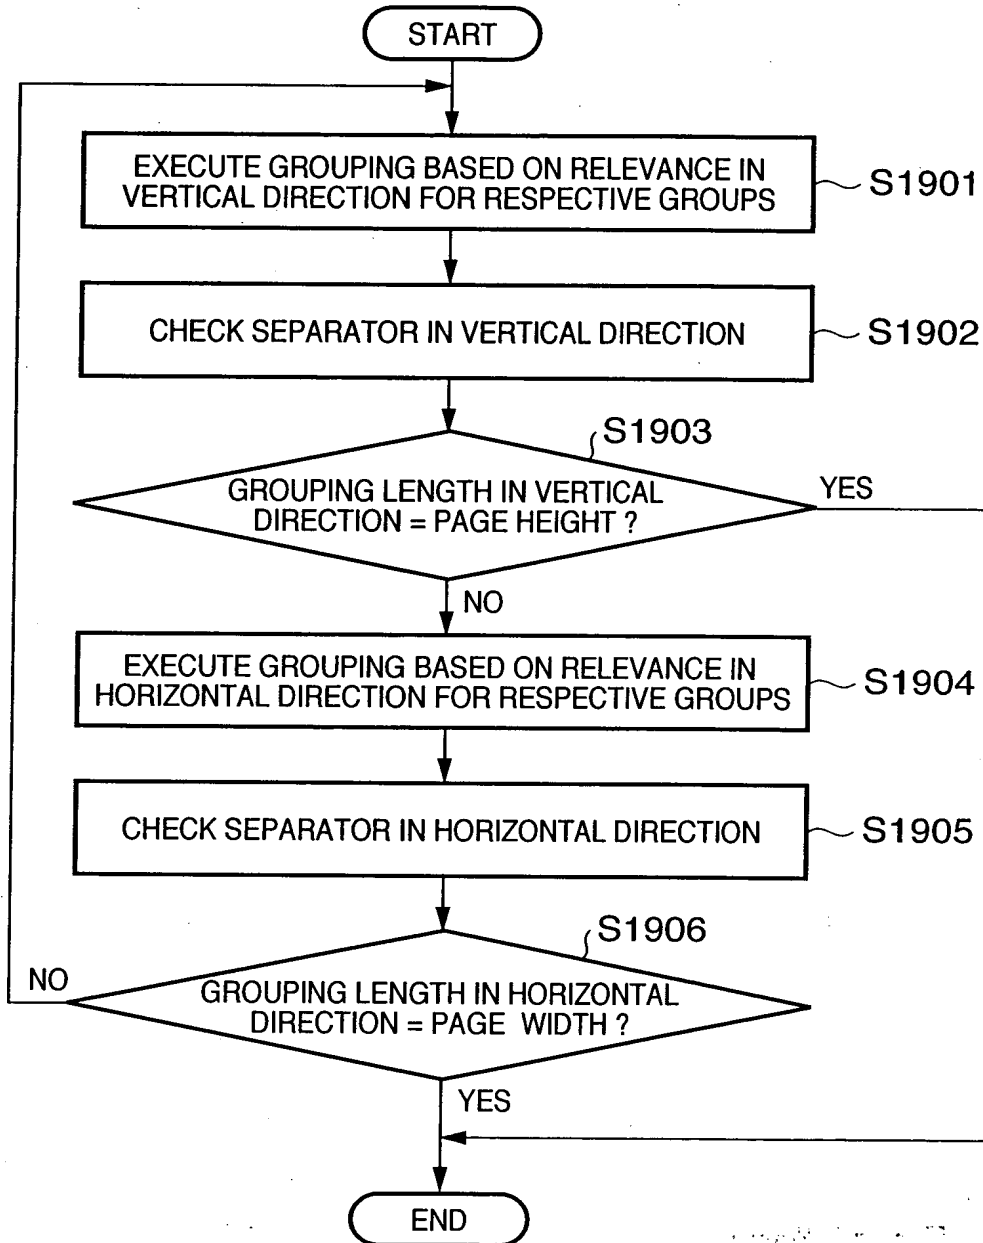 START
EXECUTE GROUPING BASED ON RELEVANCE IN
VERTICAL DIRECTION FOR RESPECTIVE GROUPS
S1901
CHECK SEPARATOR IN VERTICAL DIRECTION
S1902
S1903
GROUPING LENGTH IN VERTICAL
DIRECTION = PAGE HEIGHT ?
YES
NO
EXECUTE GROUPING BASED ON RELEVANCE IN
HORIZONTAL DIRECTION FOR RESPECTIVE GROUPS
S1904
CHECK SEPARATOR IN HORIZONTAL DIRECTION
S1905
S1906
NO
GROUPING LENGTH IN HORIZONTAL
DIRECTION = PAGE WIDTH ?
YES
END